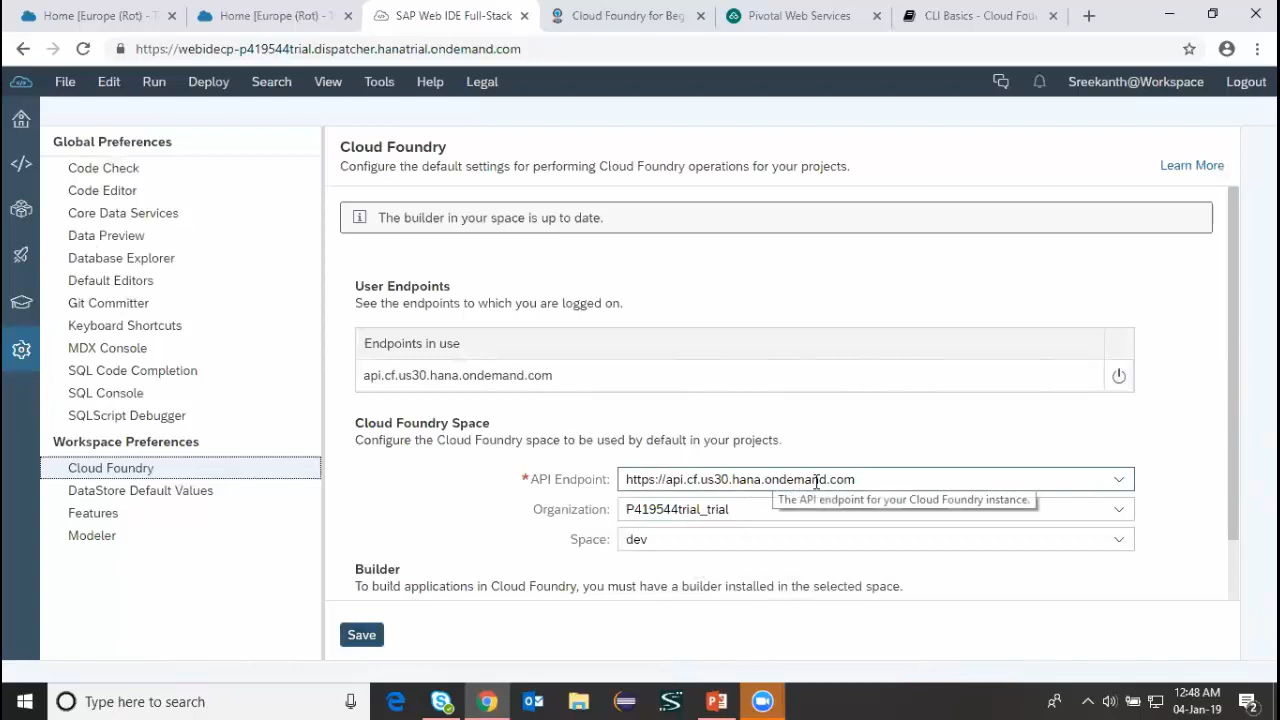 Home [Europe (Rot) - T
Home [Europe (Rot) - T
SAP Web IDE Full-Stack
Cloud Foundry for Beg
Pivotal Web Services
CLI Basics - Cloud Fou
https://webidecp-p419544trial.dispatcher.hanatrial.ondemand.com
File Edit Run Deploy Search View Tools Help Legal Sreekanth@Workspace Logout
Global Preferences
Code Check
Code Editor
Core Data Services
Data Preview
Database Explorer
Default Editors
Git Committer
Keyboard Shortcuts
MDX Console
SQL Code Completion
SQL Console
SQLScript Debugger
Workspace Preferences
Cloud Foundry
DataStore Default Values
Features
Modeler
Cloud Foundry
Configure the default settings for performing Cloud Foundry operations for your projects.
Learn More
The builder in your space is up to date.
User Endpoints
See the endpoints to which you are logged on.
Endpoints in use
api.cf.us30.hana.ondemand.com
Cloud Foundry Space
Configure the Cloud Foundry space to be used by default in your projects.
*API Endpoint: https://api.cf.us30.hana.ondemand.com
The API endpoint for your Cloud Foundry instance.
Organization: P419544trial_trial
Space: dev
Builder
To build applications in Cloud Foundry, you must have a builder installed in the selected space.
Save
Type here to search
12:48 AM
04-Jan-19
2